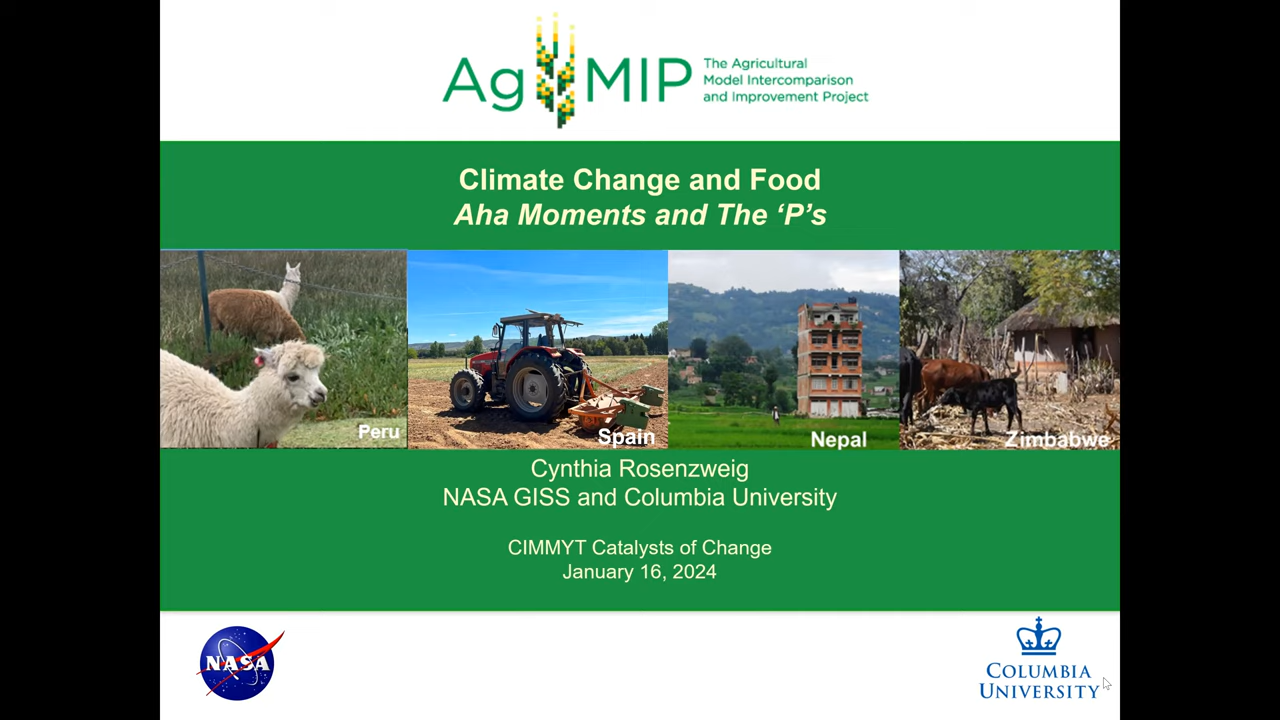 AgMIP
The Agricultural
Model Intercomparison
and Improvement Project
Climate Change and Food
Aha Moments and The ‘P’s
Peru
Spain
Nepal
Zimbabwe
Cynthia Rosenzweig
NASA GISS and Columbia University
CIMMYT Catalysts of Change
January 16, 2024
NASA
COLUMBIA
UNIVERSITY